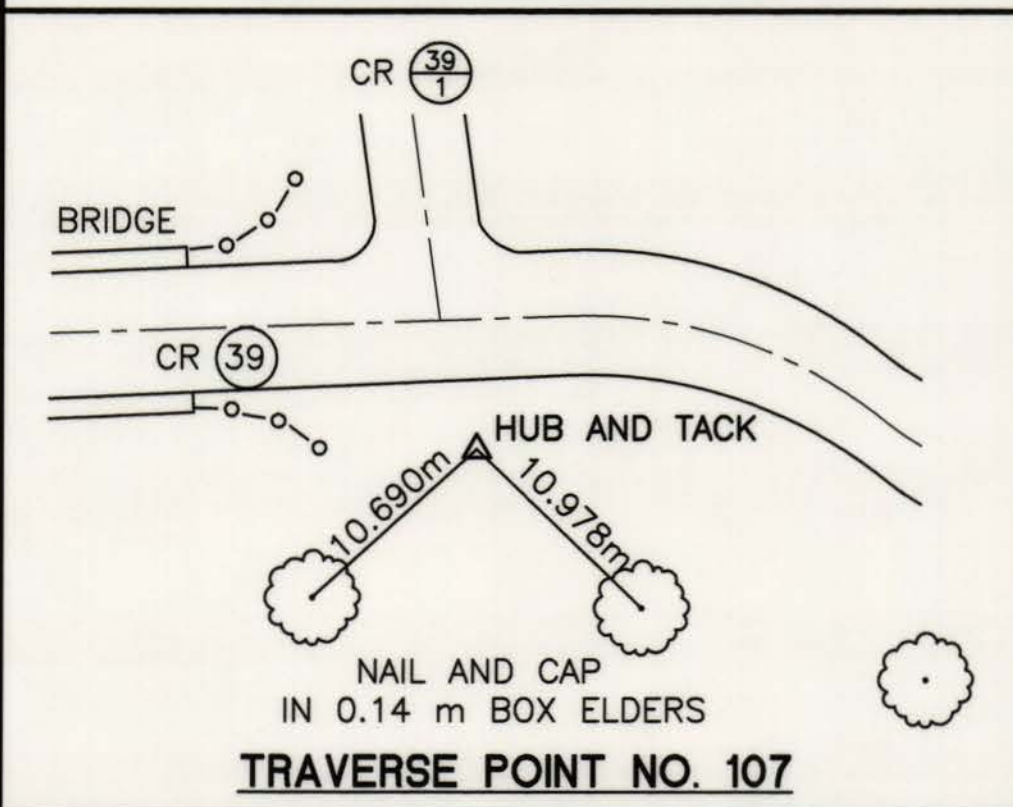 CR 39
1
BRIDGE
CR 39
HUB AND TACK
10.690m
10.978m
NAIL AND CAP
IN 0.14 m BOX ELDERS
TRAVERSE POINT NO. 107